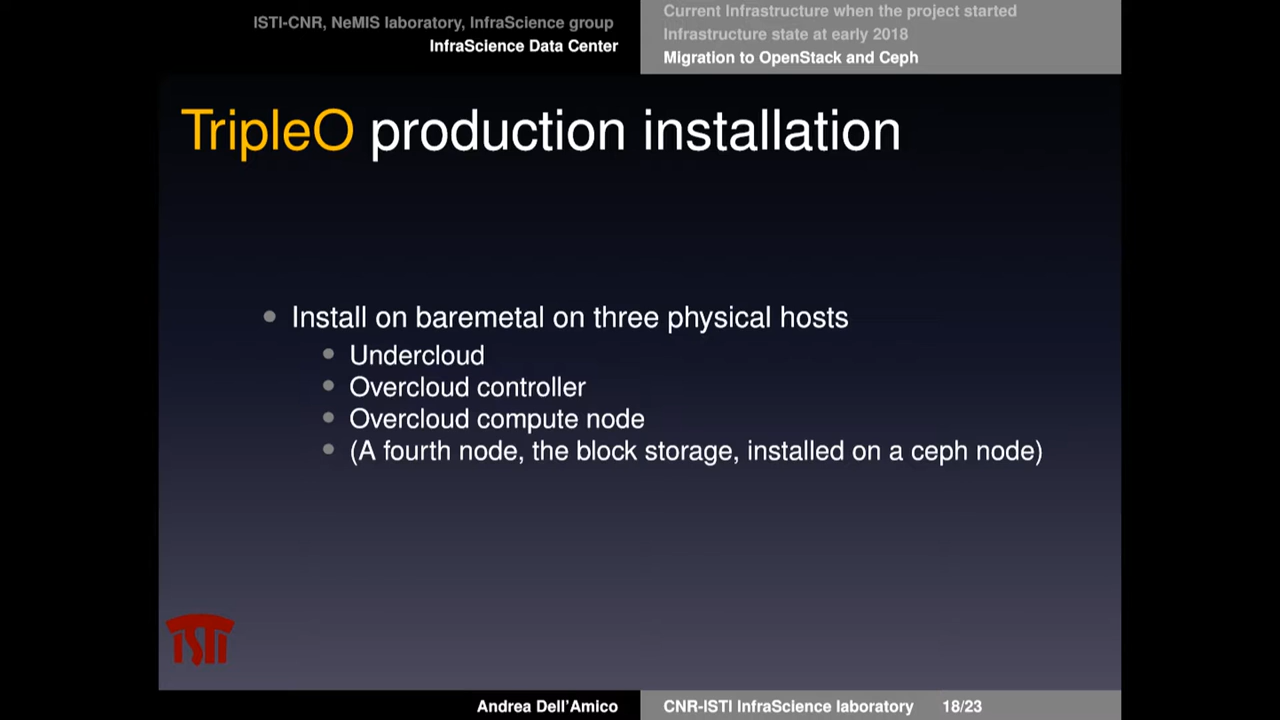 ISTI-CNR, NeMIS laboratory, InfraScience group
InfraScience Data Center
Current Infrastructure when the project started
Infrastructure state at early 2018
Migration to OpenStack and Ceph
TripleO production installation
Install on baremetal on three physical hosts
Undercloud
Overcloud controller
Overcloud compute node
(A fourth node, the block storage, installed on a ceph node)
ISTI
Andrea Dell'Amico
CNR-ISTI InfraScience laboratory 18/23